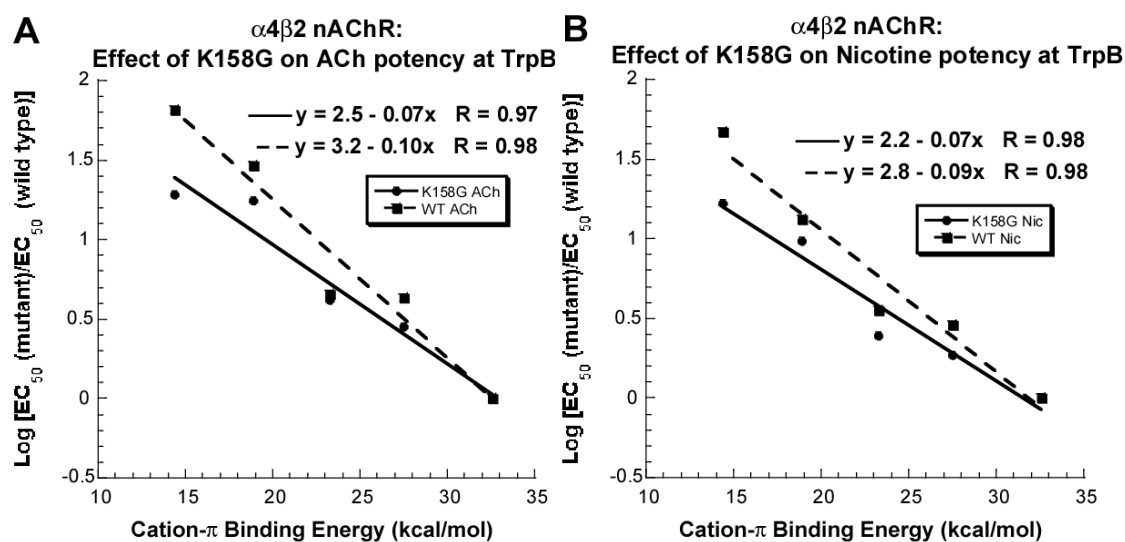 A
α4β2 nAChR:
Effect of K158G on ACh potency at TrpB
Log [EC50 (mutant)/EC50 (wild type)]
2
1.5
1
0.5
0
-0.5
y = 2.5 - 0.07x R = 0.97
y = 3.2 - 0.10x R = 0.98
K158G ACh
WT ACh
10 15 20 25 30 35
Cation-π Binding Energy (kcal/mol)
B
α4β2 nAChR:
Effect of K158G on Nicotine potency at TrpB
Log [EC50 (mutant)/EC50 (wild type)]
2
1.5
1
0.5
0
-0.5
y = 2.2 - 0.07x R = 0.98
y = 2.8 - 0.09x R = 0.98
K158G Nic
WT Nic
10 15 20 25 30 35
Cation-π Binding Energy (kcal/mol)